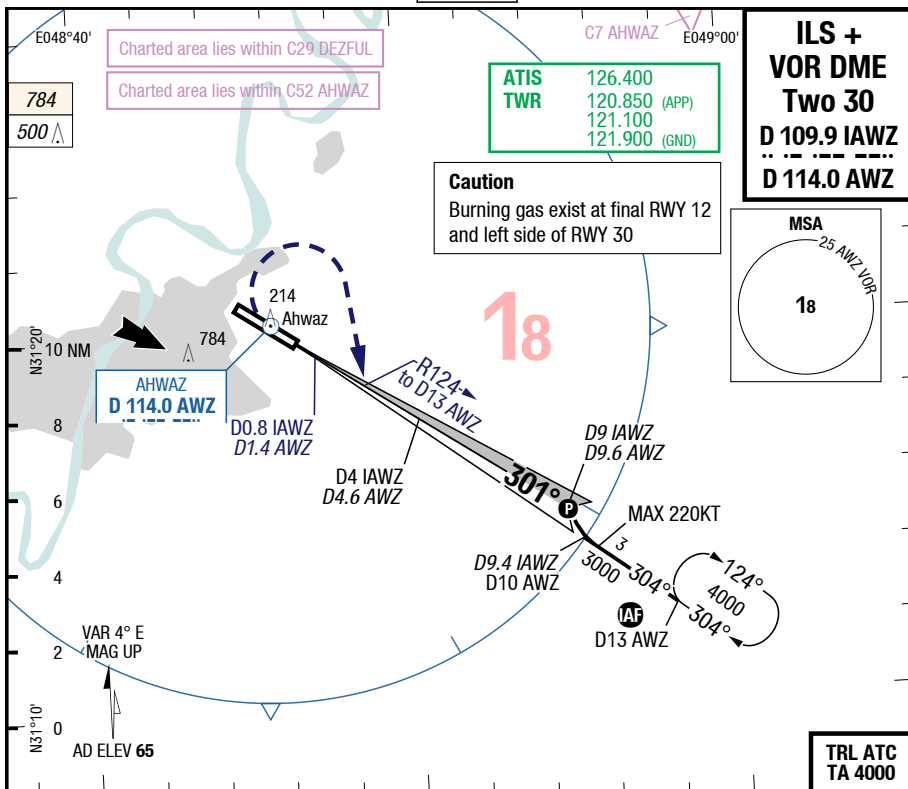 E048°40'
Charted area lies within C29 DEZFUL
Charted area lies within C52 AHWAZ
784
500
C7 AHWAZ
E049°00'
ATIS 126.400
TWR 120.850 (APP)
121.100
121.900 (GND)
ILS +
VOR DME
Two 30
D 109.9 IAWZ
D 114.0 AWZ
Caution
Burning gas exist at final RWY 12
and left side of RWY 30
MSA
25 AWZ VOR
18
18
214
Ahwaz
784
N31°20'
10 NM
AHWAZ
D 114.0 AWZ
R124
to D13 AWZ
D0.8 IAWZ
D1.4 AWZ
8
D4 IAWZ
D4.6 AWZ
D9 IAWZ
D9.6 AWZ
301°
P
6
MAX 220KT
D9.4 IAWZ
D10 AWZ
3
3000
304°
124°
4000
304°
4
IAF
D13 AWZ
VAR 4° E
MAG UP
2
N31°10'
0
AD ELEV 65
TRL ATC
TA 4000